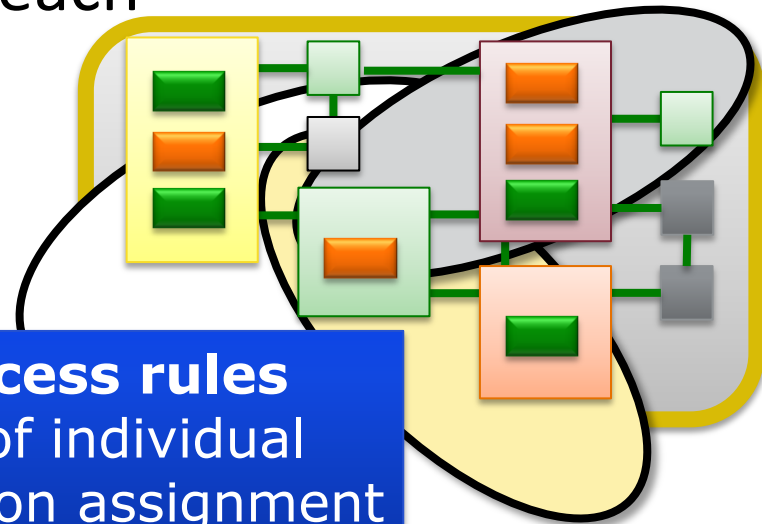 each
cess rules
of individual
on assignment